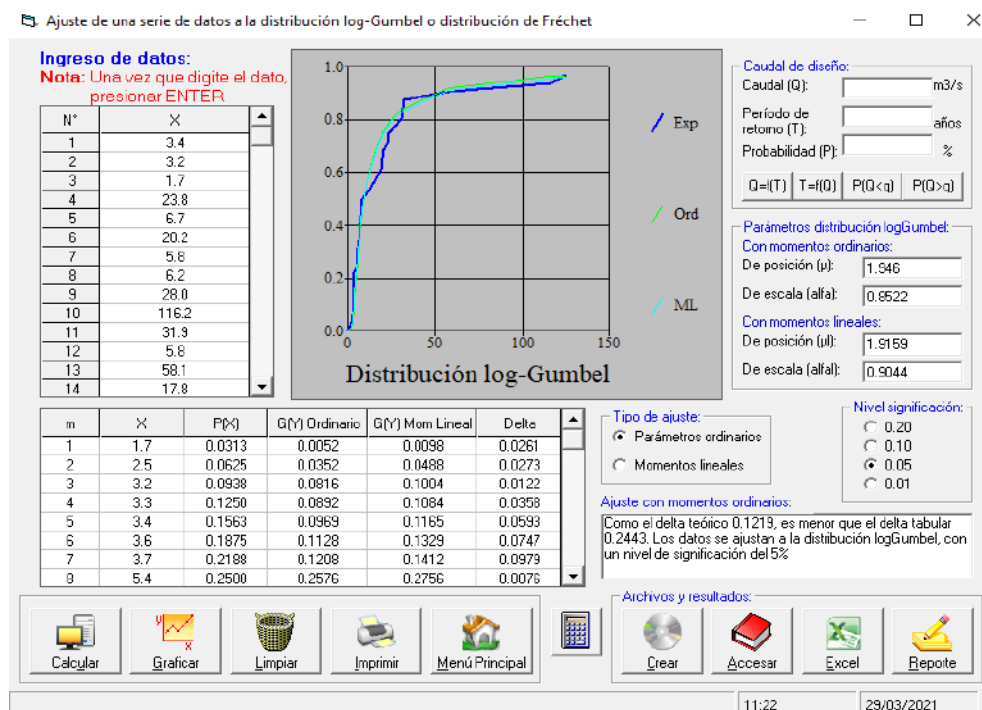 Ajuste de una serie de datos a la distribución log-Gumbel o distribución de Fréchet
Ingreso de datos:
Nota: Una vez que digite el dato,
presionar ENTER
N° X
1 3.4
2 3.2
3 1.7
4 23.8
5 6.7
6 20.2
7 5.8
8 6.2
9 28.0
10 116.2
11 31.9
12 5.8
13 58.1
14 17.8
1.0
0.8
0.6
0.4
0.2
0.0
0 50 100 150
Exp
Ord
ML
Distribución log-Gumbel
Caudal de diseño:
Caudal (Q): m3/s
Período de
retorno (T): años
Probabilidad (P): %
Q=f(T) T=f(Q) P(Q<q) P(Q>q)
Parámetros distribución logGumbel:
Con momentos ordinarios:
De posición (µ): 1.946
De escala (alfa): 0.8522
Con momentos lineales:
De posición (µl): 1.9159
De escala (alfal): 0.9044
m X P(X) G(Y) Ordinario G(Y) Mom Lineal Delta
1 1.7 0.0313 0.0052 0.0098 0.0261
2 2.5 0.0625 0.0352 0.0488 0.0273
3 3.2 0.0938 0.0816 0.1004 0.0122
4 3.3 0.1250 0.0892 0.1084 0.0358
5 3.4 0.1563 0.0969 0.1165 0.0593
6 3.6 0.1875 0.1128 0.1329 0.0747
7 3.7 0.2188 0.1208 0.1412 0.0979
8 5.4 0.2500 0.2576 0.2756 0.0076
Tipo de ajuste:
Parámetros ordinarios
Momentos lineales
Nivel significación:
0.20
0.10
0.05
0.01
Ajuste con momentos ordinarios:
Como el delta teórico 0.1219, es menor que el delta tabular
0.2443. Los datos se ajustan a la distribución logGumbel, con
un nivel de significación del 5%
Calcular Graficar Limpiar Imprimir Menú Principal
Archivos y resultados:
Crear Accesar Excel Reporte
11:22 29/03/2021